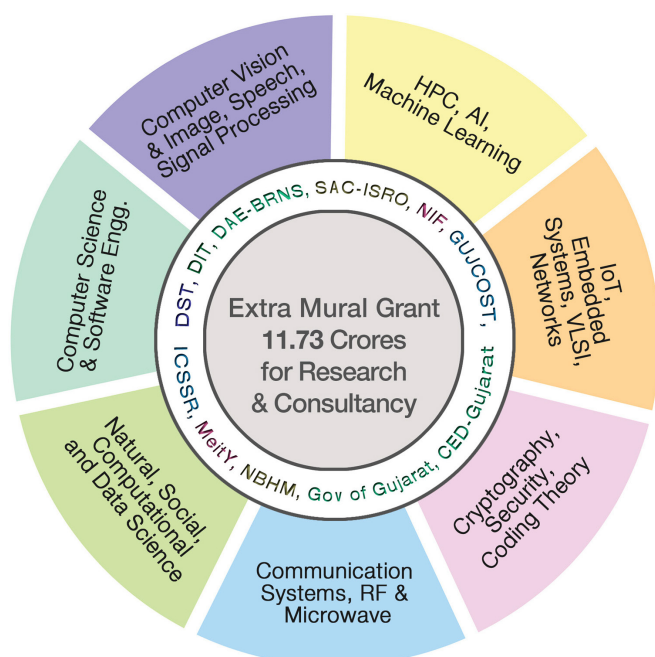 Computer Vision
& Image, Speech,
Signal Processing
HPC, AI,
Machine Learning
IoT,
Embedded
Systems, VLSI,
Networks
Cryptography,
Security,
Coding Theory
Communication
Systems, RF &
Microwave
Natural, Social,
Computational
and Data Science
Computer Science
& Software Engg.
DST, DIT, DAE-BRNS, SAC-ISRO, NIF, GUJCOST,
CED-Gujarat
Gov of Gujarat,
NBHM,
MeitY,
ICSSR,
Extra Mural Grant
11.73 Crores
for Research
& Consultancy